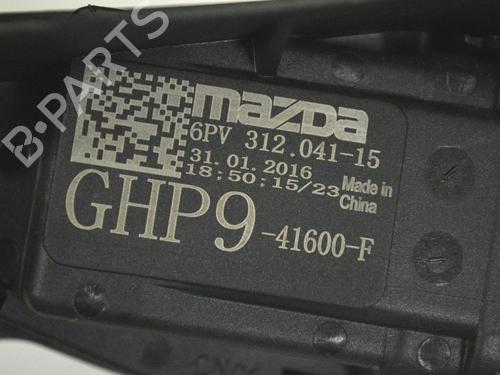 mazda
6PV 312.041-15
31.01.2016
18;50:15/23
Made in
China
GHP9-41600-F
B-PARTS